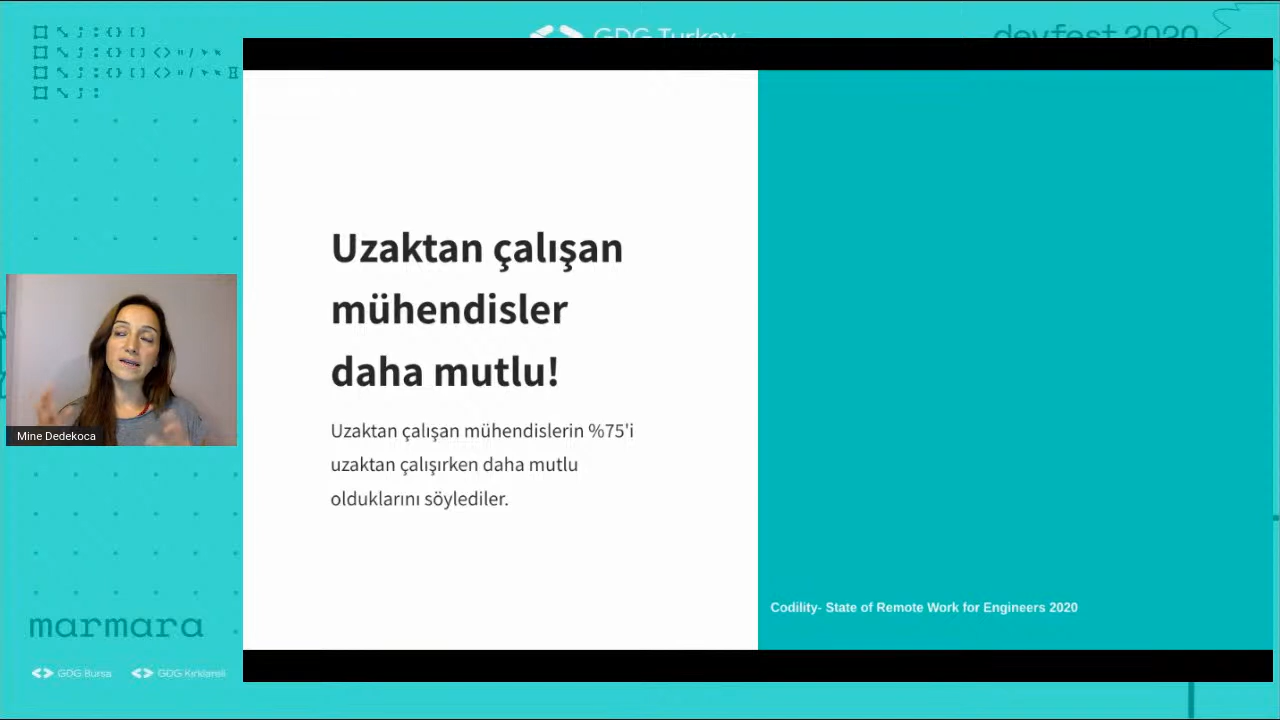 GDG Turkey
devfest 2020
Uzaktan çalışan
mühendisler
daha mutlu!
Uzaktan çalışan mühendislerin %75'i
uzaktan çalışırken daha mutlu
olduklarını söylediler.
Mine Dedekoca
Codility- State of Remote Work for Engineers 2020
marmara
GDG Bursa
GDG Kırklareli